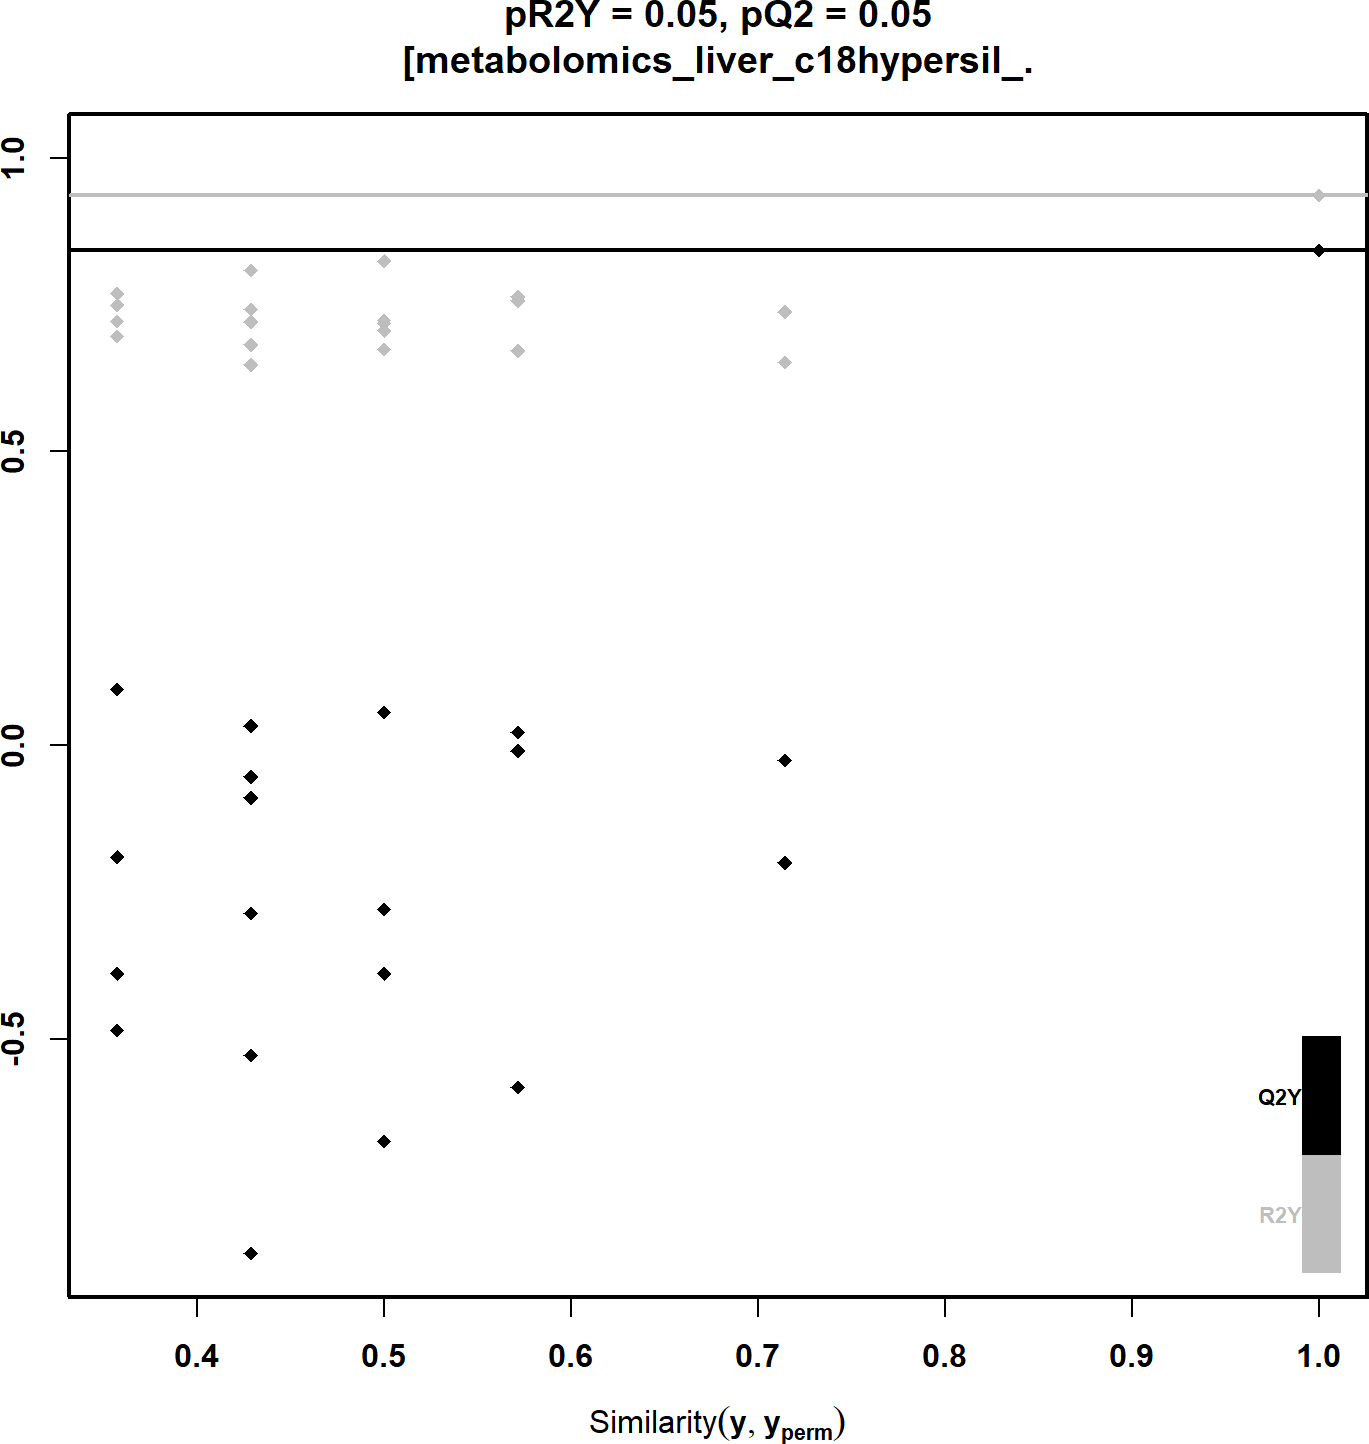 pR2Y = 0.05, pQ2 = 0.05
[metabolomics_liver_c18hypersil_.
1.0
0.5
0.0
-0.5
Q2Y
R2Y
0.4 0.5 0.6 0.7 0.8 0.9 1.0
Similarity(y, yperm)